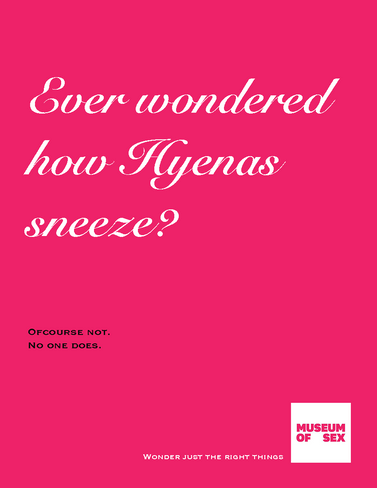 Ever wondered
how Hyenas
sneeze?
OFCOURSE NOT.
NO ONE DOES.
MUSEUM
OF SEX
WONDER JUST THE RIGHT THINGS